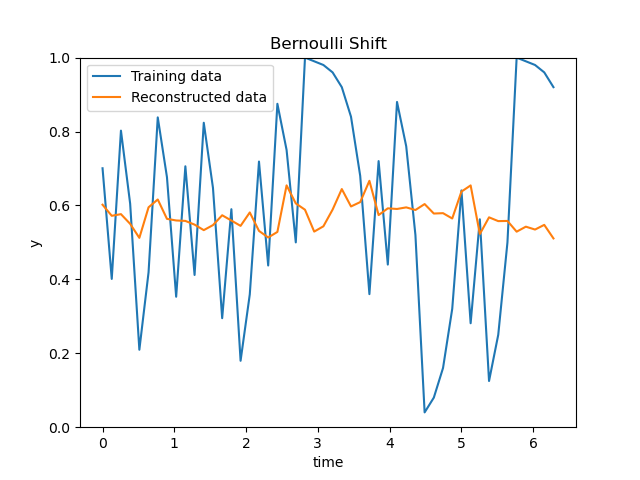 Bernoulli Shift
Training data
Reconstructed data
1.0
0.8
0.6
0.4
0.2
0.0
y
0 1 2 3 4 5 6
time